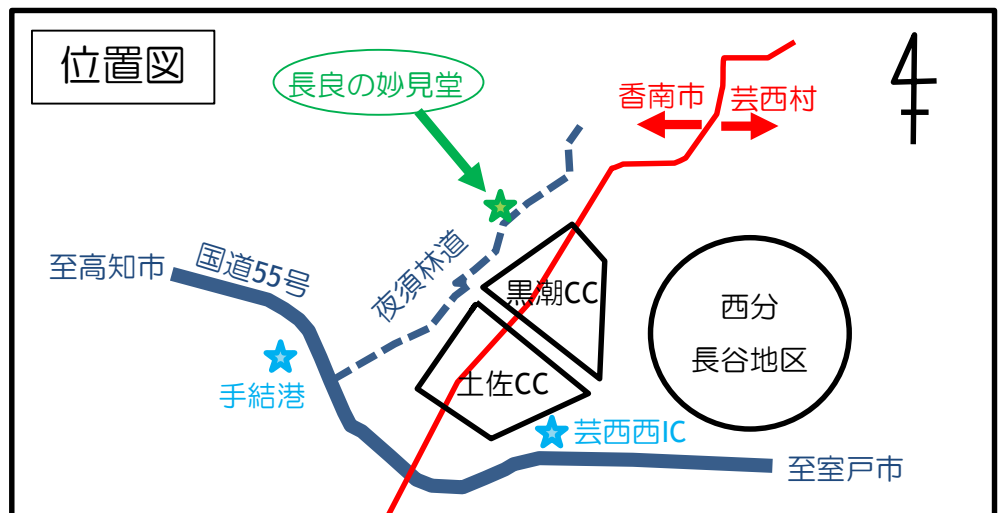 位置図
長良の妙見堂
香南市
芸西村
至高知市
国道55号
夜須林道
黒潮CC
西分
長谷地区
手結港
土佐CC
芸西西IC
至室戸市